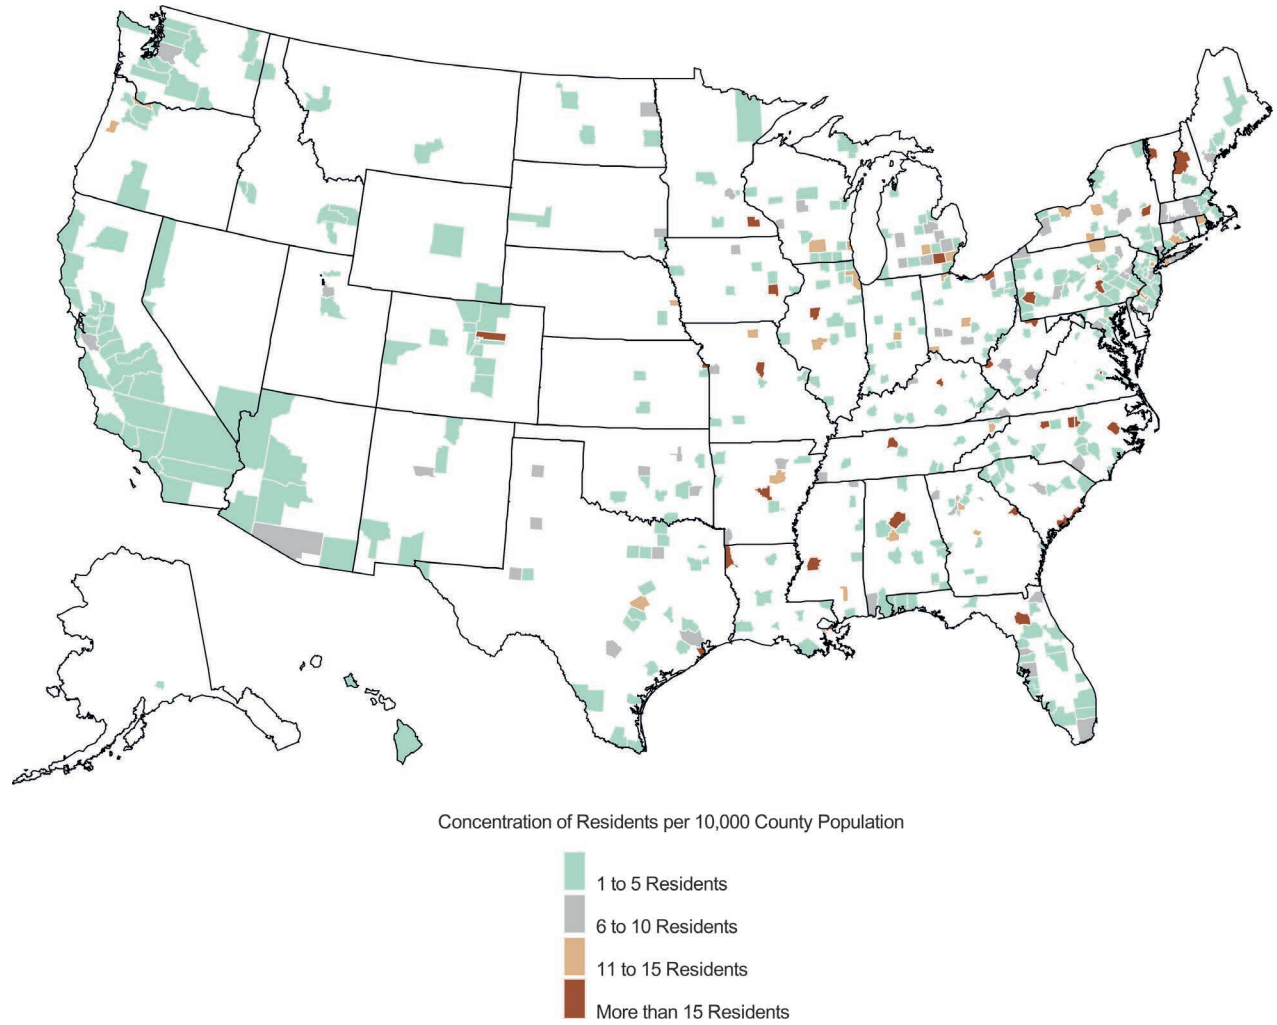 Concentration of Residents per 10,000 County Population
1 to 5 Residents
6 to 10 Residents
11 to 15 Residents
More than 15 Residents